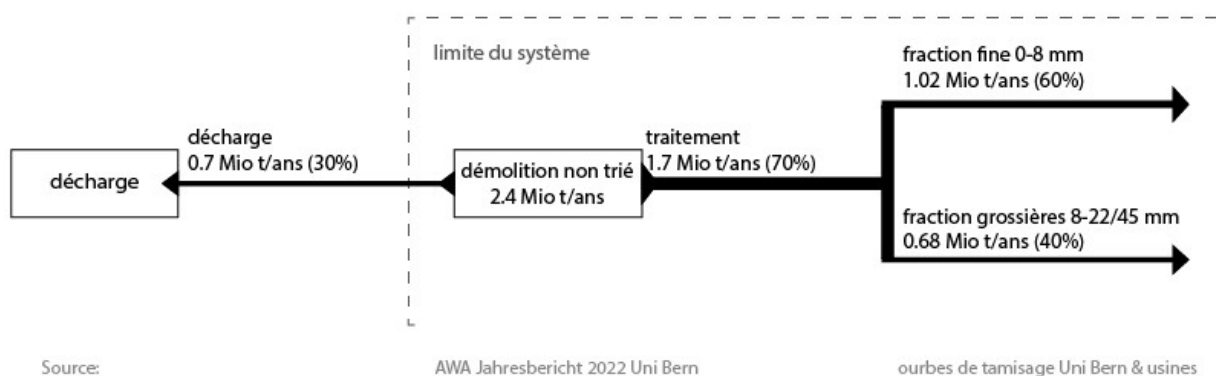 limite du système
fraction fine 0-8 mm
1.02 Mio t/ans (60%)
décharge
0.7 Mio t/ans (30%)
traitement
1.7 Mio t/ans (70%)
décharge
démolition non trié
2.4 Mio t/ans
fraction grossières 8-22/45 mm
0.68 Mio t/ans (40%)
Source:
AWA Jahresbericht 2022 Uni Bern
ourbes de tamisage Uni Bern & usines